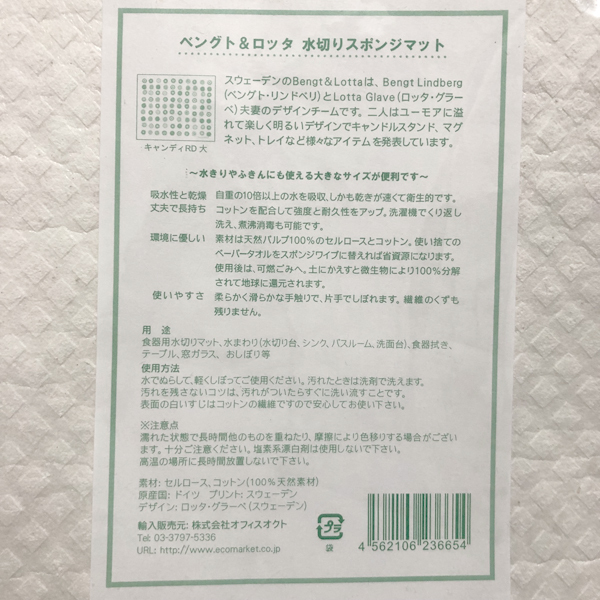 ベングト＆ロッタ 水切りスポンジマット
スウェーデンのBengt＆Lottaは、Bengt Lindberg
(ベングト・リンドベリ)とLotta Glave(ロッタ・グラー
ベ)夫妻のデザインチームです。二人はユーモアに溢
れて楽しく明るいデザインでキャンドルスタンド、マグ
ネット、トレイなど様々なアイテムを発表しています。
キャンディRD 大
～水きりやふきんにも使える大きなサイズが便利です～
吸水性と乾燥 自重の10倍以上の水を吸収、しかも乾きが速くて衛生的です。
丈夫で長持ち コットンを配合して強度と耐久性をアップ。洗濯機でくり返し
洗え、煮沸消毒も可能です。
環境に優しい 素材は天然パルプ100%のセルロースとコットン。使い捨ての
ペーパータオルをスポンジワイプに替えれば省資源になります。
使用後は、可燃ごみへ。土にかえすと微生物により100%分解
されて地球に還元されます。
使いやすさ 柔らかく滑らかな手触りで、片手でしぼれます。繊維のくずも
残りません。
用　途
食器用水切りマット、水まわり(水切り台、シンク、バスルーム、洗面台)、食器拭き、
テーブル、窓ガラス、おしぼり等
使用方法
水でぬらして、軽くしぼってご使用ください。汚れたときは洗剤で洗えます。
汚れを残さないコツは、汚れがついたらすぐに洗い流すことです。
表面の白いすじはコットンの繊維ですので安心してお使い下さい。
※注意点
濡れた状態で長時間他のものを重ねたり、摩擦により色移りする場合がござい
ます。十分ご注意ください。塩素系漂白剤は使用しないで下さい。
高温の場所に長時間放置しないで下さい。
素材: セルロース、コットン(100%天然素材)
原産国: ドイツ　プリント: スウェーデン
デザイン: ロッタ・グラーベ(スウェーデン)
輸入販売元: 株式会社オフィスオクト
Tel: 03-3797-5336
URL: http://www.ecomarket.co.jp
プラ
袋
4 562106 236654